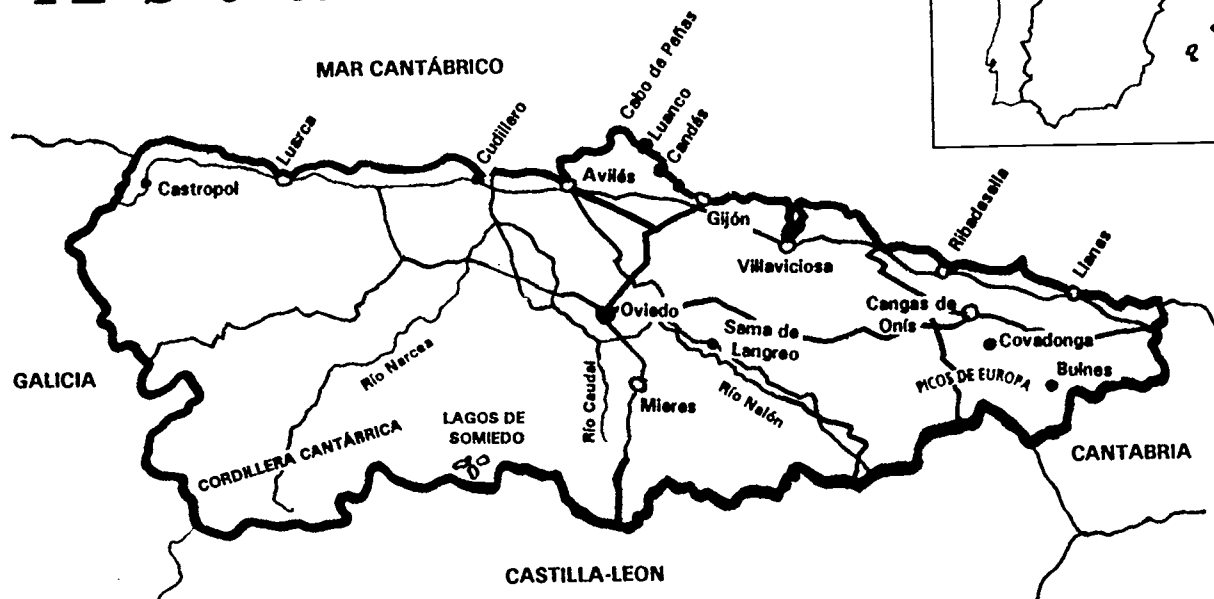 MAR CANTÁBRICO
Cabo de Peñas
Luanco
Candás
Luarca
Cudillero
Avilés
Castropol
Gijón
Ribadesella
Llanes
Villaviciosa
Oviedo
Cangas de
Onís
Sama de
Langreo
Covadonga
Bulnes
PICOS DE EUROPA
GALICIA
Río Narcea
Río Caudal
Mieres
Río Nalón
LAGOS DE
SOMIEDO
CORDILLERA CANTÁBRICA
CANTABRIA
CASTILLA-LEON